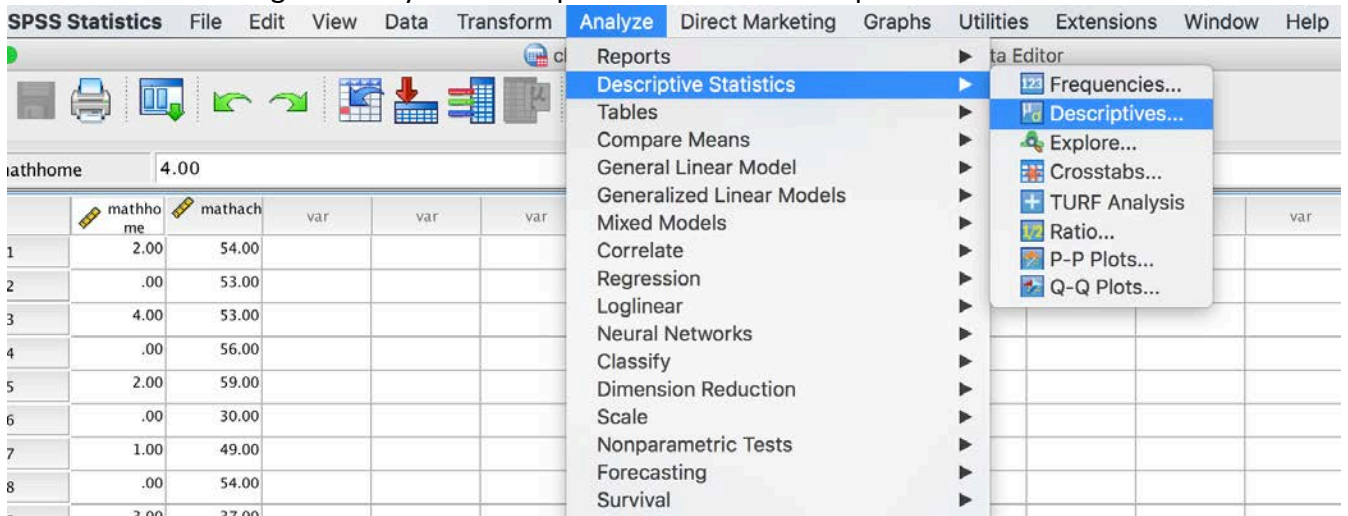 SPSS Statistics File Edit View Data Transform Analyze Direct Marketing Graphs Utilities Extensions Window Help
Reports
ta Editor
Descriptive Statistics
Frequencies...
Tables
Descriptives...
Compare Means
Explore...
General Linear Model
Crosstabs...
Generalized Linear Models
TURF Analysis
Mixed Models
Ratio...
Correlate
P-P Plots...
Regression
Q-Q Plots...
Loglinear
Neural Networks
Classify
Dimension Reduction
Scale
Nonparametric Tests
Forecasting
Survival
athhome 4.00
mathho
me mathach var var var var
1 2.00 54.00
2 .00 53.00
3 4.00 53.00
4 .00 56.00
5 2.00 59.00
6 .00 30.00
7 1.00 49.00
8 .00 54.00